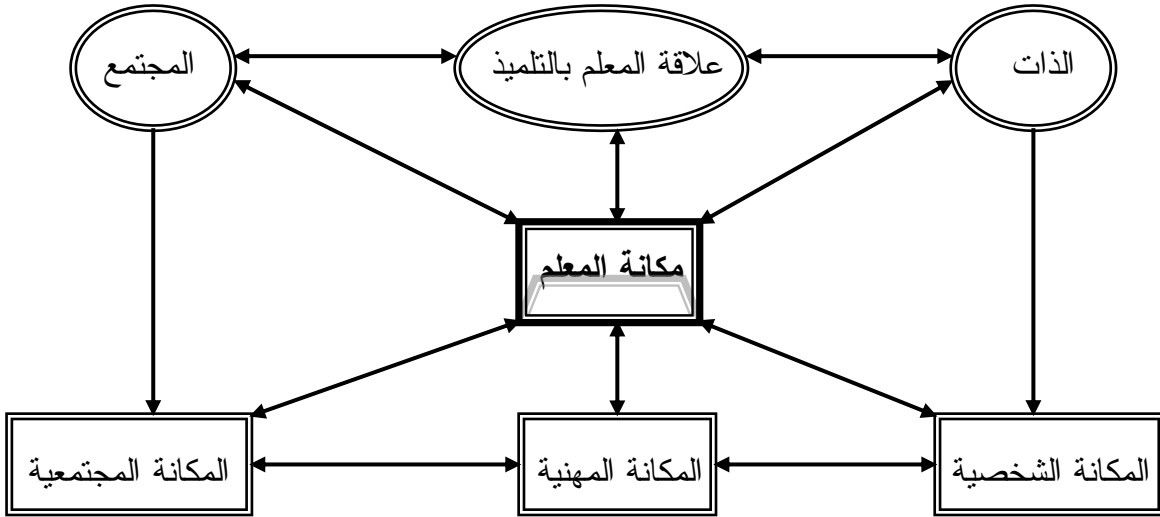 الذات
علاقة المعلم بالتلميذ
المجتمع
مكانة المعلم
المكانة الشخصية
المكانة المهنية
المكانة المجتمعية